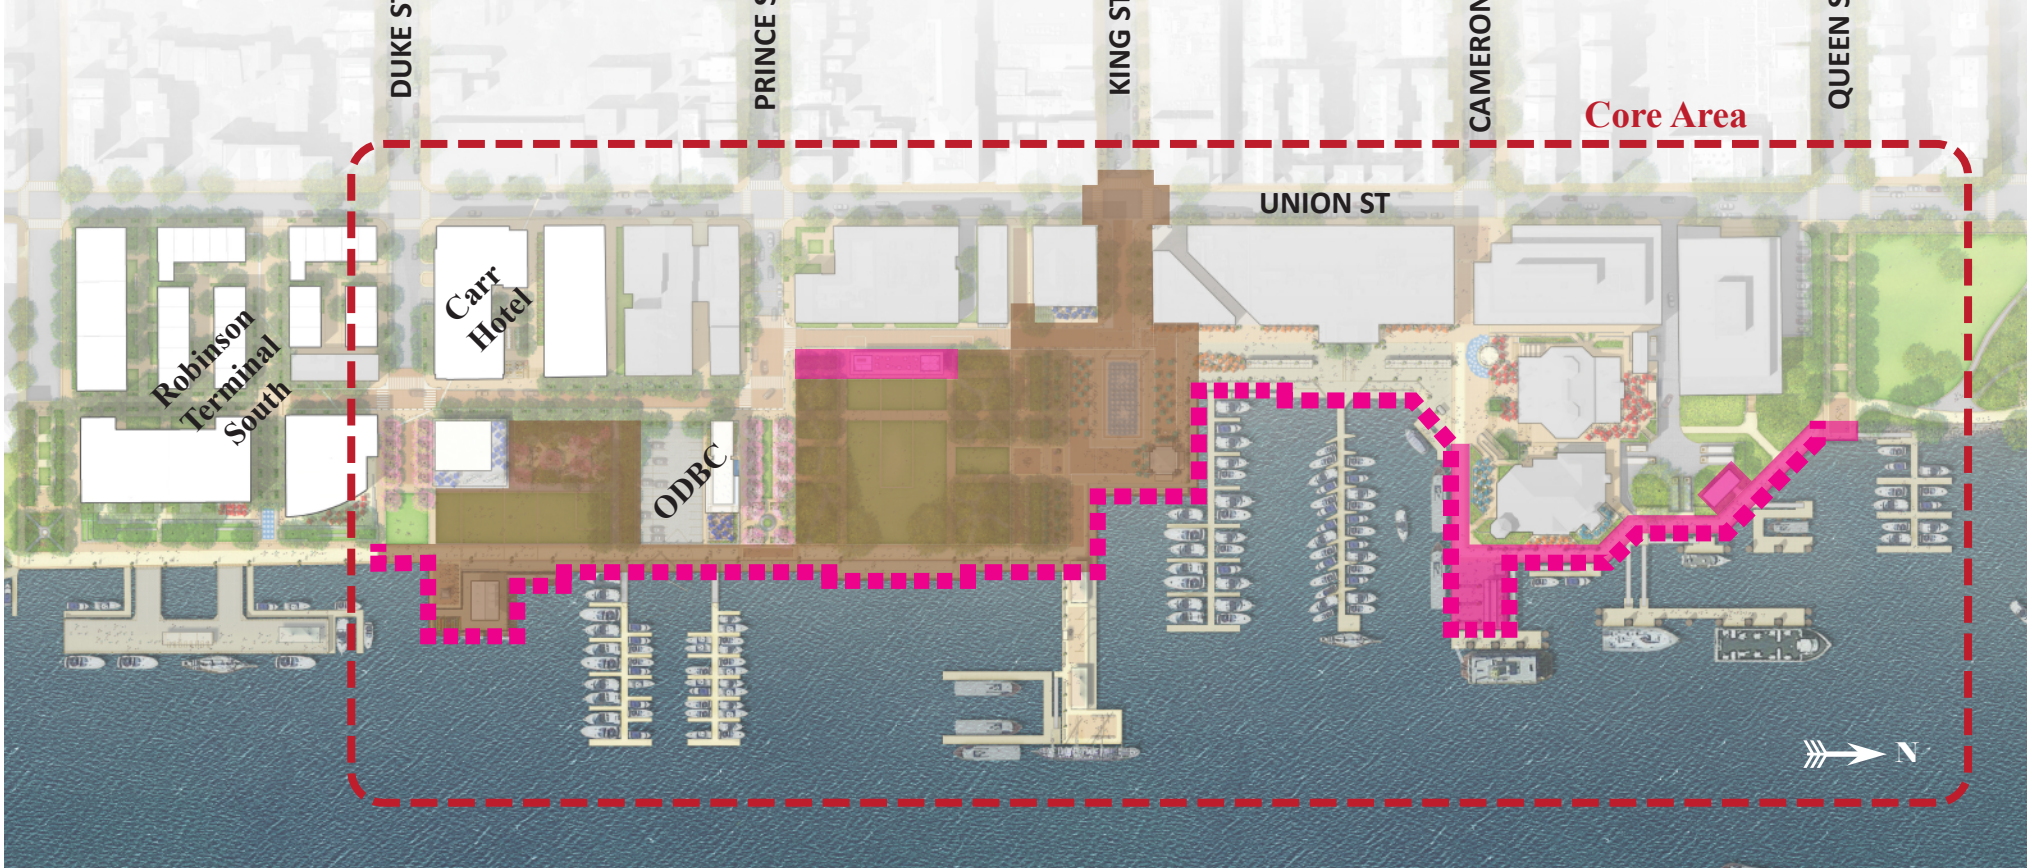 DUKE ST
PRINCE S
KING ST
CAMERON
QUEEN S
Core Area
UNION ST
Carr
Hotel
Robinson
Terminal
South
ODBC
N